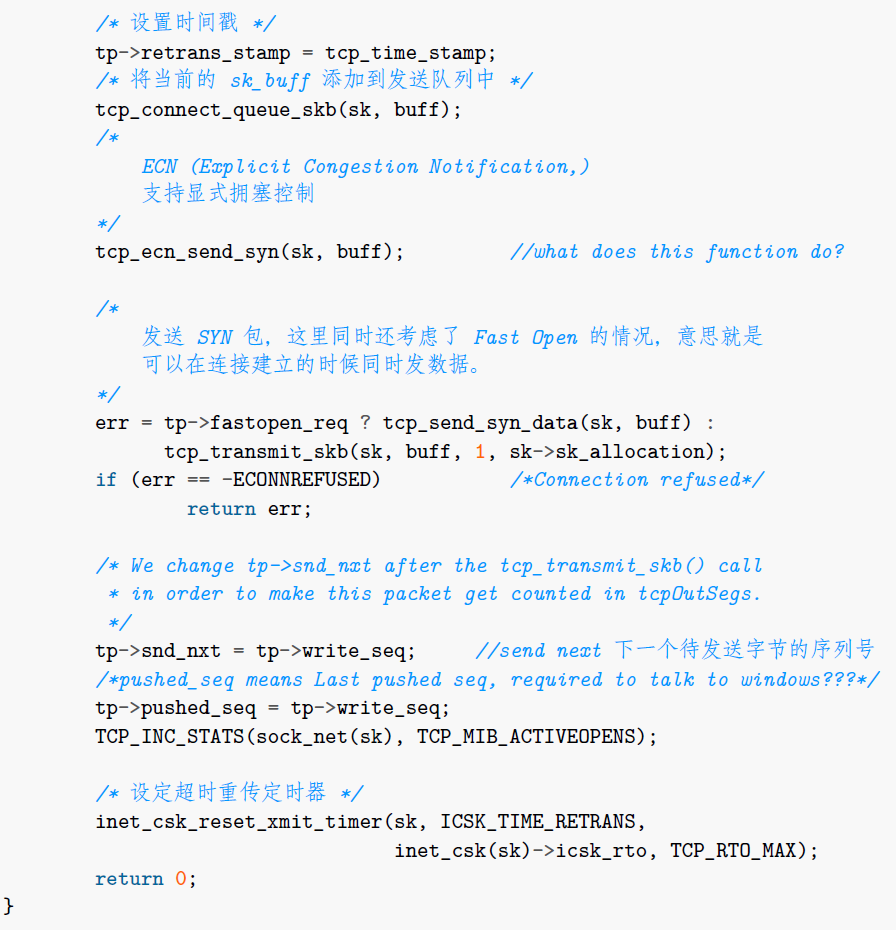 /* 设置时间戳 */
tp->retrans_stamp = tcp_time_stamp;
/* 将当前的 sk_buff 添加到发送队列中 */
tcp_connect_queue_skb(sk, buff);
/*
ECN (Explicit Congestion Notification,)
支持显式拥塞控制
*/
tcp_ecn_send_syn(sk, buff); //what does this function do?
/*
发送 SYN 包，这里同时还考虑了 Fast Open 的情况，意思就是
可以在连接建立的时候同时发数据。
*/
err = tp->fastopen_req ? tcp_send_syn_data(sk, buff) :
tcp_transmit_skb(sk, buff, 1, sk->sk_allocation);
if (err == -ECONNREFUSED) /*Connection refused*/
return err;
/* We change tp->snd_nxt after the tcp_transmit_skb() call
* in order to make this packet get counted in tcpOutSegs.
*/
tp->snd_nxt = tp->write_seq; //send next 下一个待发送字节的序列号
/*pushed_seq means Last pushed seq, required to talk to windows???*/
tp->pushed_seq = tp->write_seq;
TCP_INC_STATS(sock_net(sk), TCP_MIB_ACTIVEOPENS);
/* 设定超时重传定时器 */
inet_csk_reset_xmit_timer(sk, ICSK_TIME_RETRANS,
inet_csk(sk)->icsk_rto, TCP_RTO_MAX);
return 0;
}